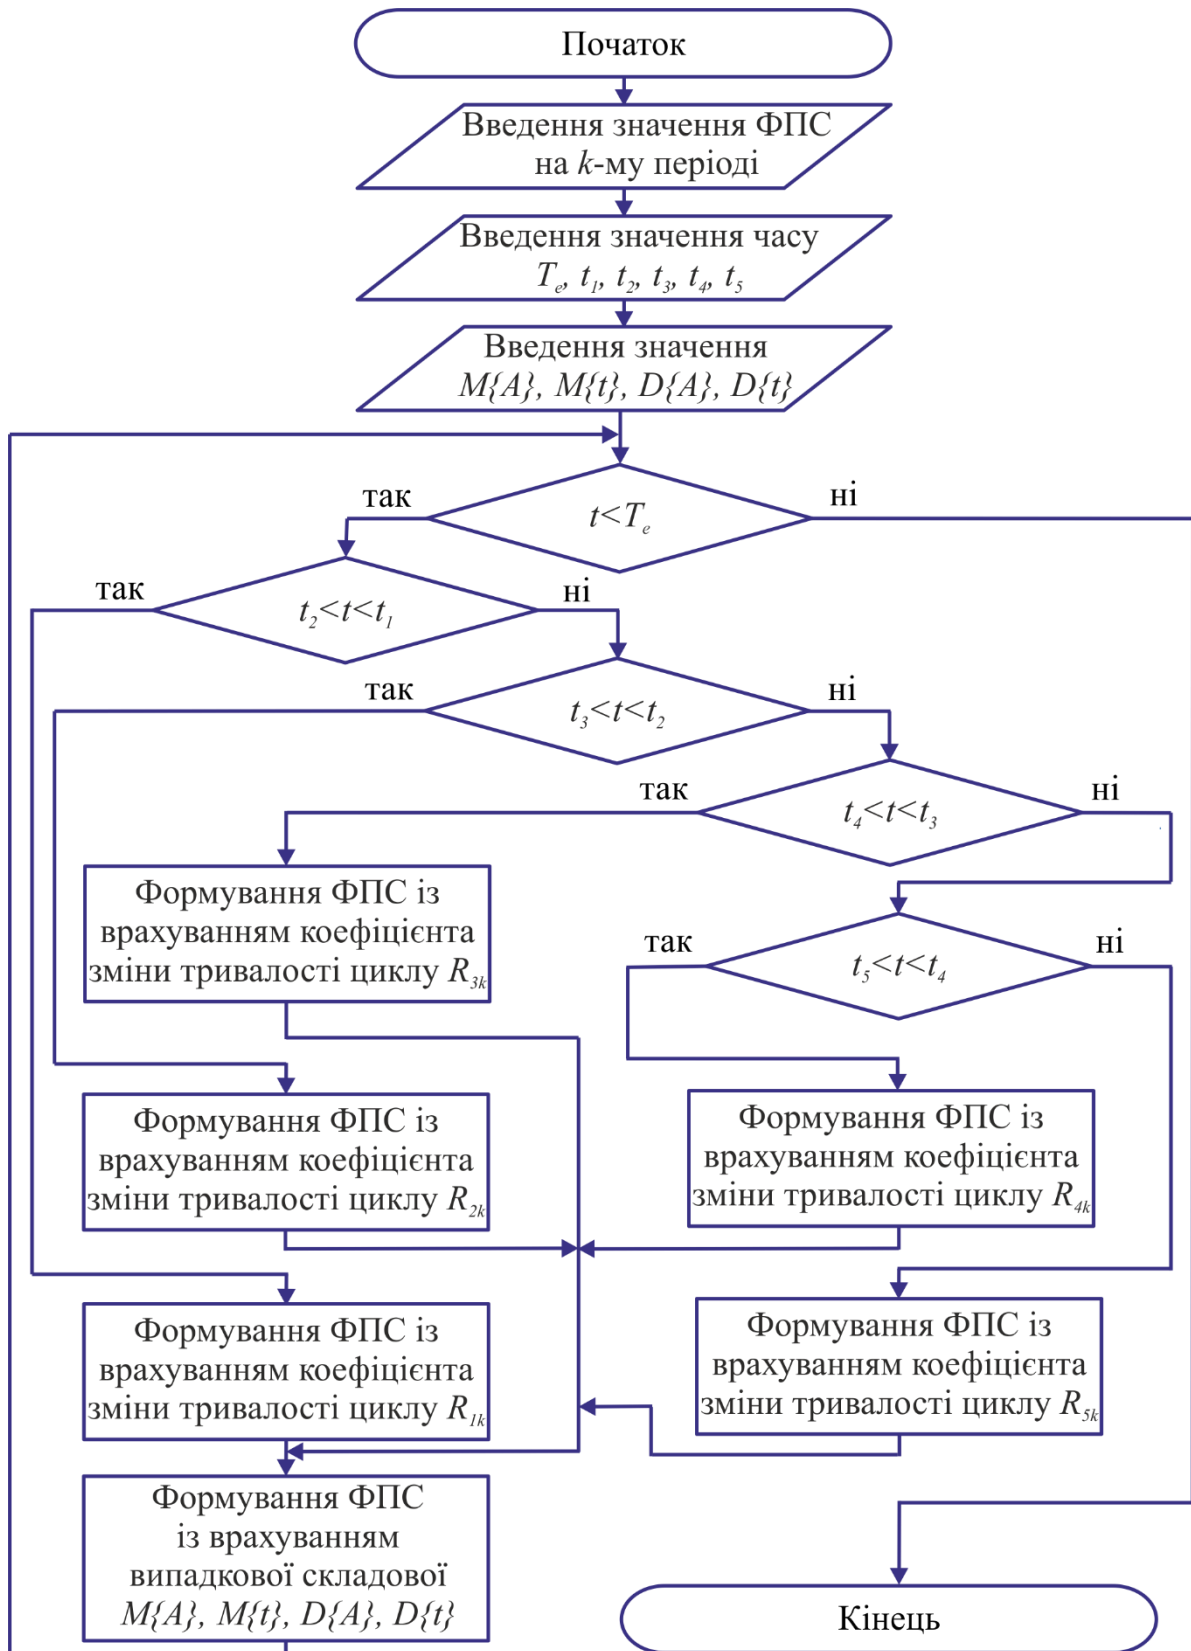 Початок
Введення значення ФПС
на k-му періоді
Введення значення часу
Tₑ, t₁, t₂, t₃, t₄, t₅
Введення значення
M{A}, M{t}, D{A}, D{t}
так
ні
t<Tₑ
так
ні
t₂<t<t₁
так
ні
t₃<t<t₂
так
ні
t₄<t<t₃
Формування ФПС із
врахуванням коефіцієнта
зміни тривалості циклу R₃ₖ
так
ні
t₅<t<t₄
Формування ФПС із
врахуванням коефіцієнта
зміни тривалості циклу R₂ₖ
Формування ФПС із
врахуванням коефіцієнта
зміни тривалості циклу R₄ₖ
Формування ФПС із
врахуванням коефіцієнта
зміни тривалості циклу R₁ₖ
Формування ФПС із
врахуванням коефіцієнта
зміни тривалості циклу R₅ₖ
Формування ФПС
із врахуванням
випадкової складової
M{A}, M{t}, D{A}, D{t}
Кінець